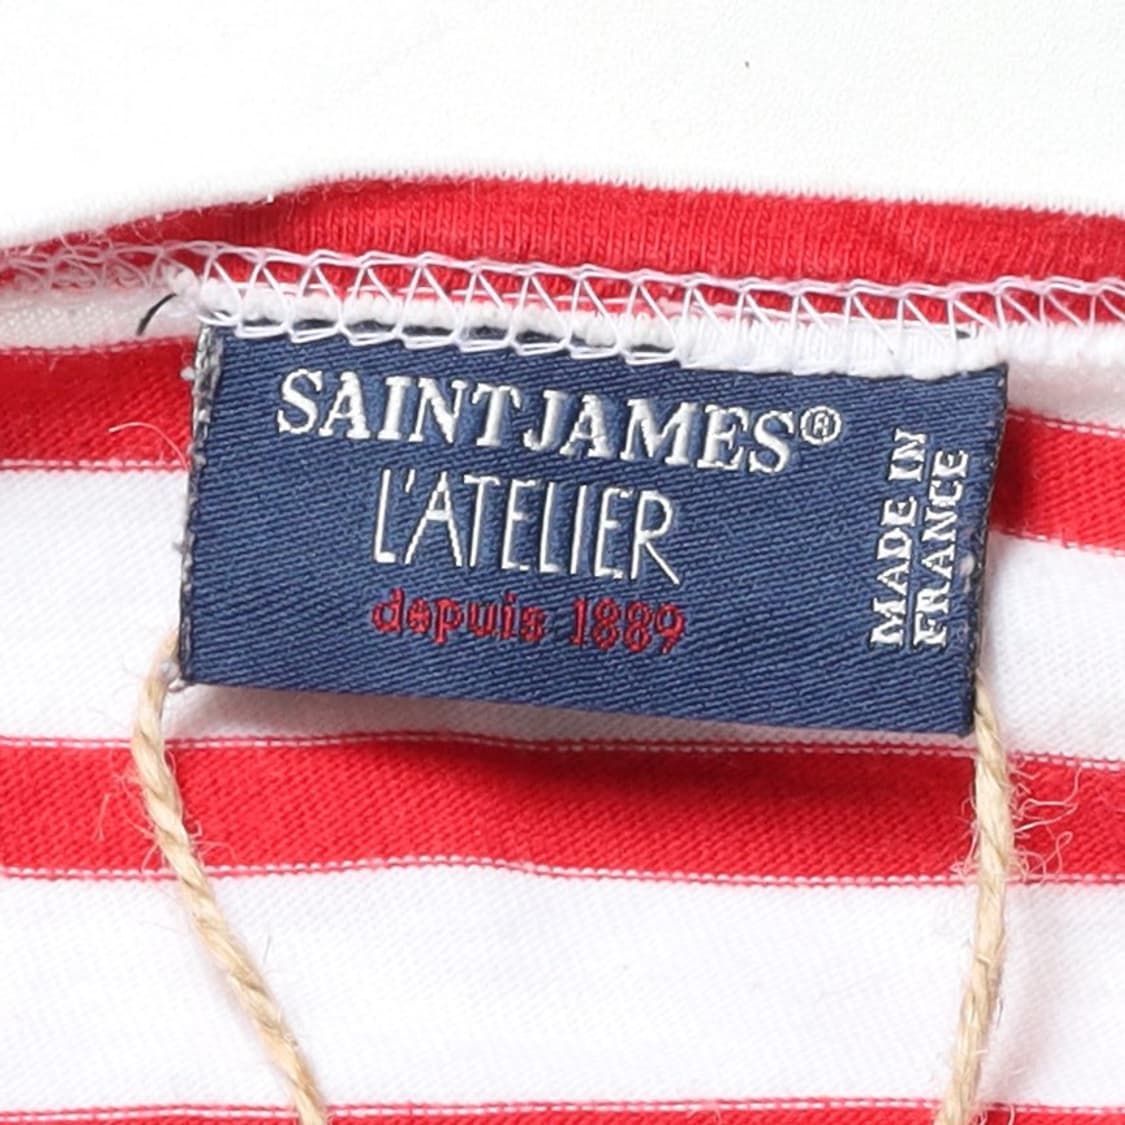 SAINT JAMES®
L'ATELIER
depuis 1889
MADE IN
FRANCE